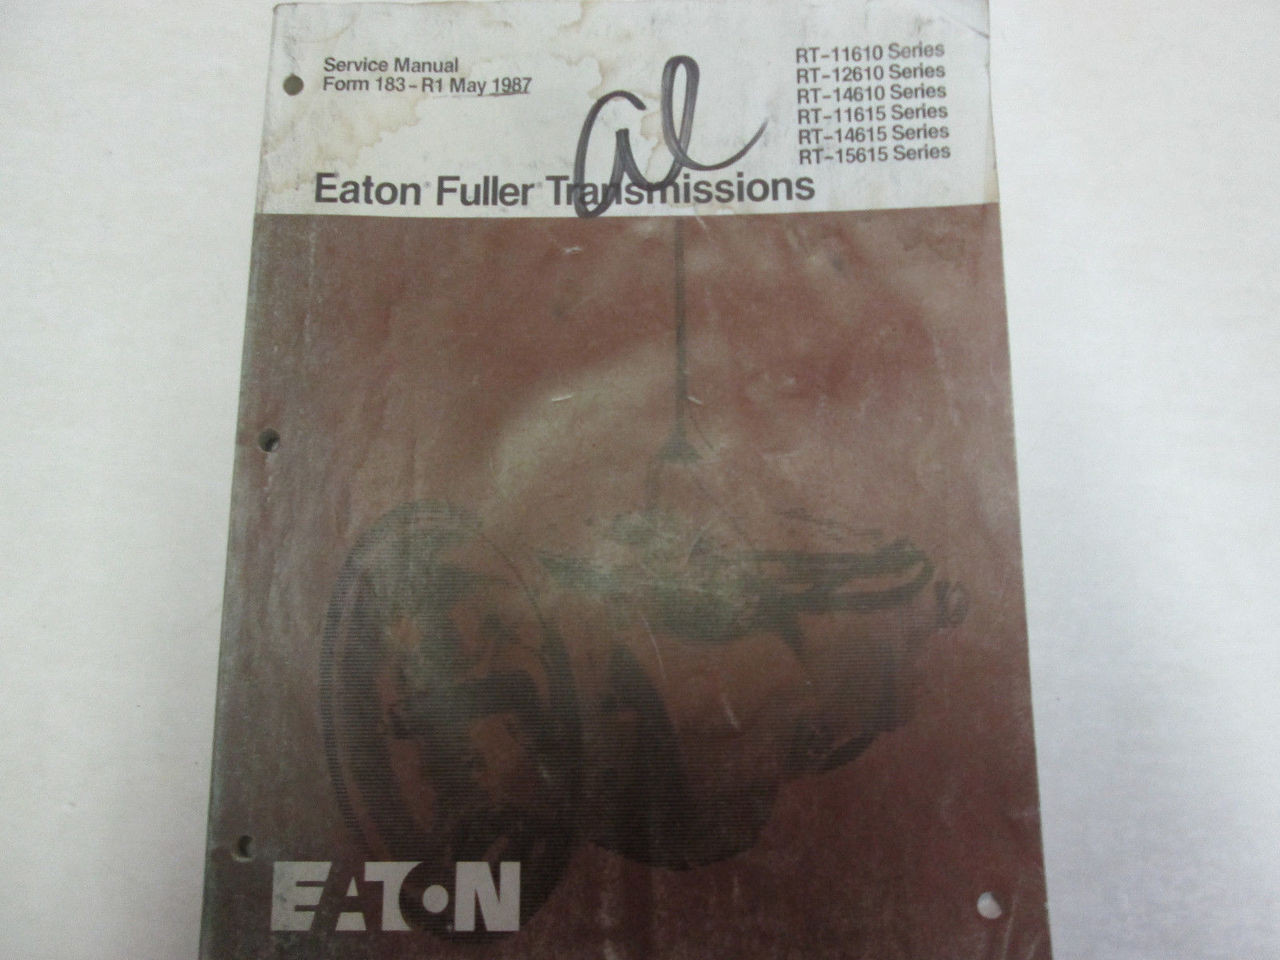 Service Manual
Form 183-R1 May 1987
RT-11610 Series
RT-12610 Series
RT-14610 Series
RT-11615 Series
RT-14615 Series
RT-15615 Series
al
Eaton® Fuller® Transmissions
EATON